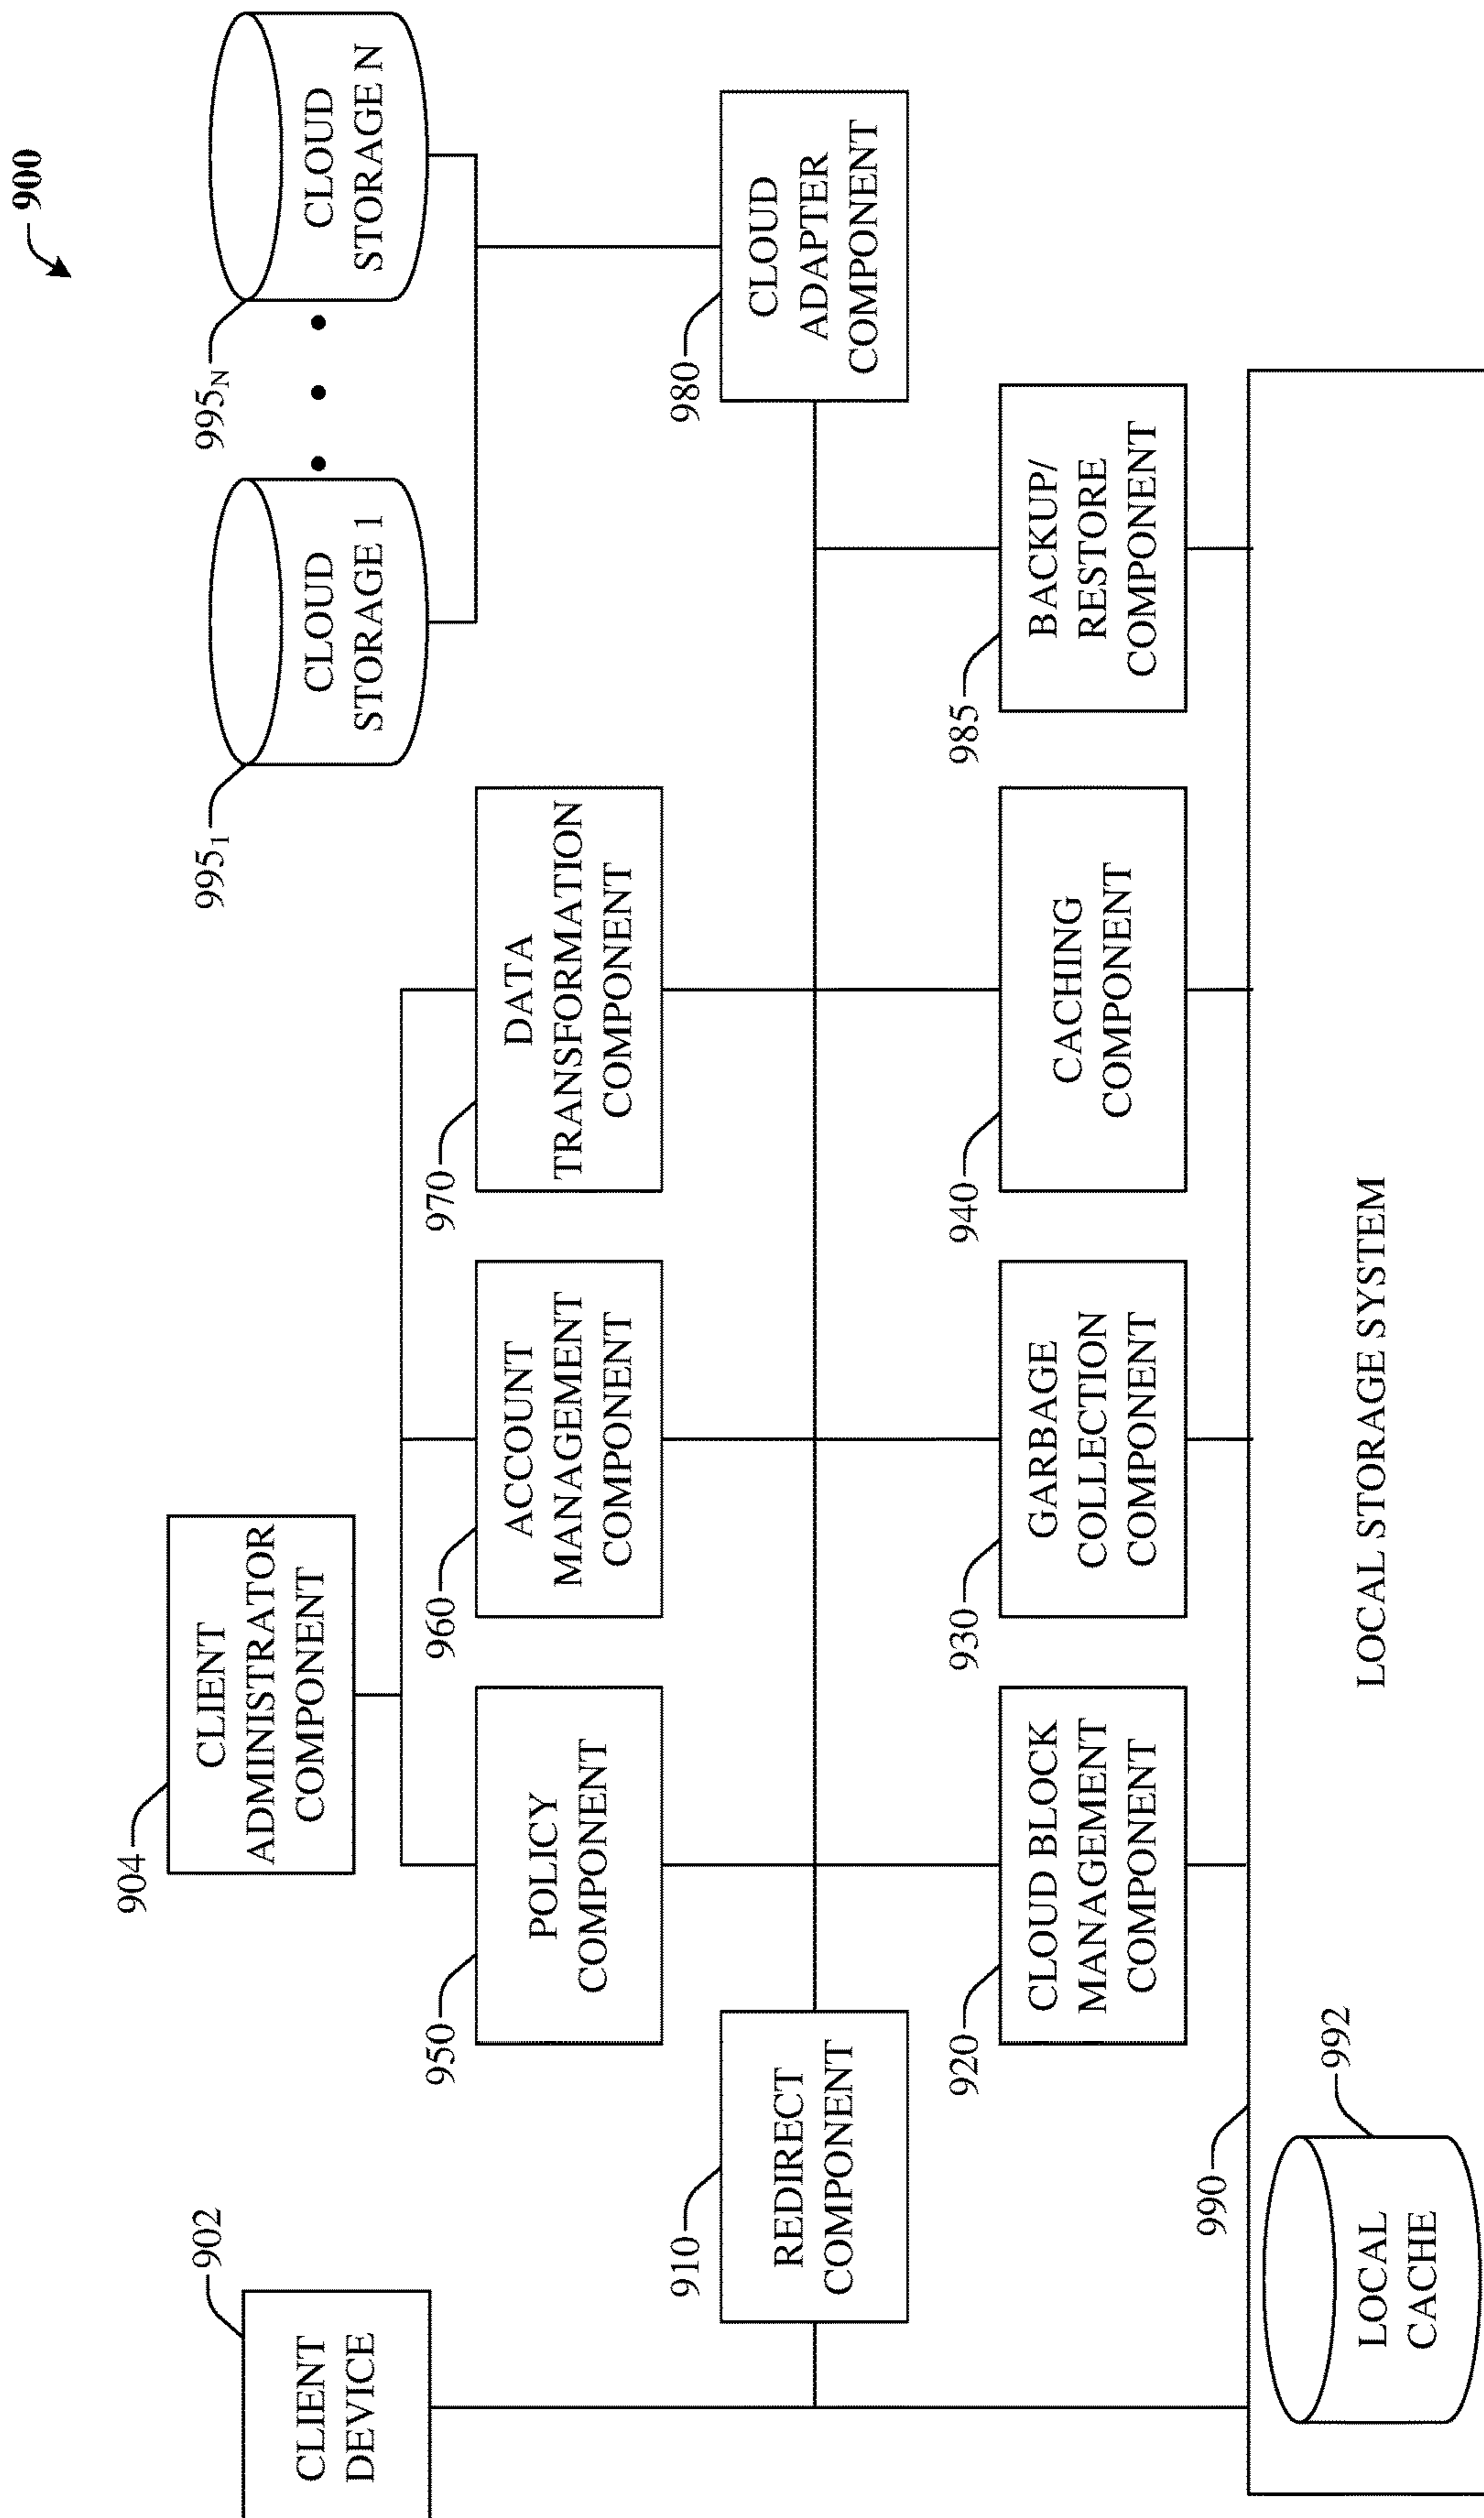 900
902
CLIENT
DEVICE
904
CLIENT
ADMINISTRATOR
COMPONENT
995₁
CLOUD
STORAGE 1
995N
CLOUD
STORAGE N
950
POLICY
COMPONENT
960
ACCOUNT
MANAGEMENT
COMPONENT
970
DATA
TRANSFORMATION
COMPONENT
910
REDIRECT
COMPONENT
980
CLOUD
ADAPTER
COMPONENT
920
CLOUD BLOCK
MANAGEMENT
COMPONENT
930
GARBAGE
COLLECTION
COMPONENT
940
CACHING
COMPONENT
985
BACKUP/
RESTORE
COMPONENT
990
992
LOCAL
CACHE
LOCAL STORAGE SYSTEM